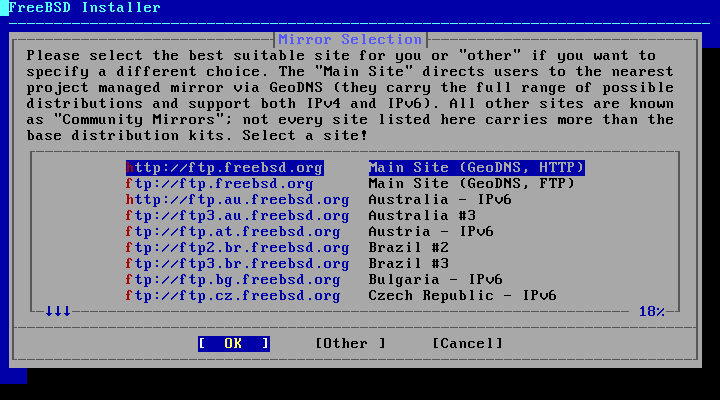 FreeBSD Installer
Mirror Selection
Please select the best suitable site for you or "other" if you want to
specify a different choice. The "Main Site" directs users to the nearest
project managed mirror via GeoDNS (they carry the full range of possible
distributions and support both IPv4 and IPv6). All other sites are known
as "Community Mirrors"; not every site listed here carries more than the
base distribution kits. Select a site!
http://ftp.freebsd.org Main Site (GeoDNS, HTTP)
ftp://ftp.freebsd.org Main Site (GeoDNS, FTP)
http://ftp.au.freebsd.org Australia - IPv6
ftp://ftp3.au.freebsd.org Australia #3
ftp://ftp.at.freebsd.org Austria - IPv6
ftp://ftp2.br.freebsd.org Brazil #2
ftp://ftp3.br.freebsd.org Brazil #3
ftp://ftp.bg.freebsd.org Bulgaria - IPv6
ftp://ftp.cz.freebsd.org Czech Republic - IPv6
↓↓↓ 18%
[ OK ] [Other ] [Cancel]